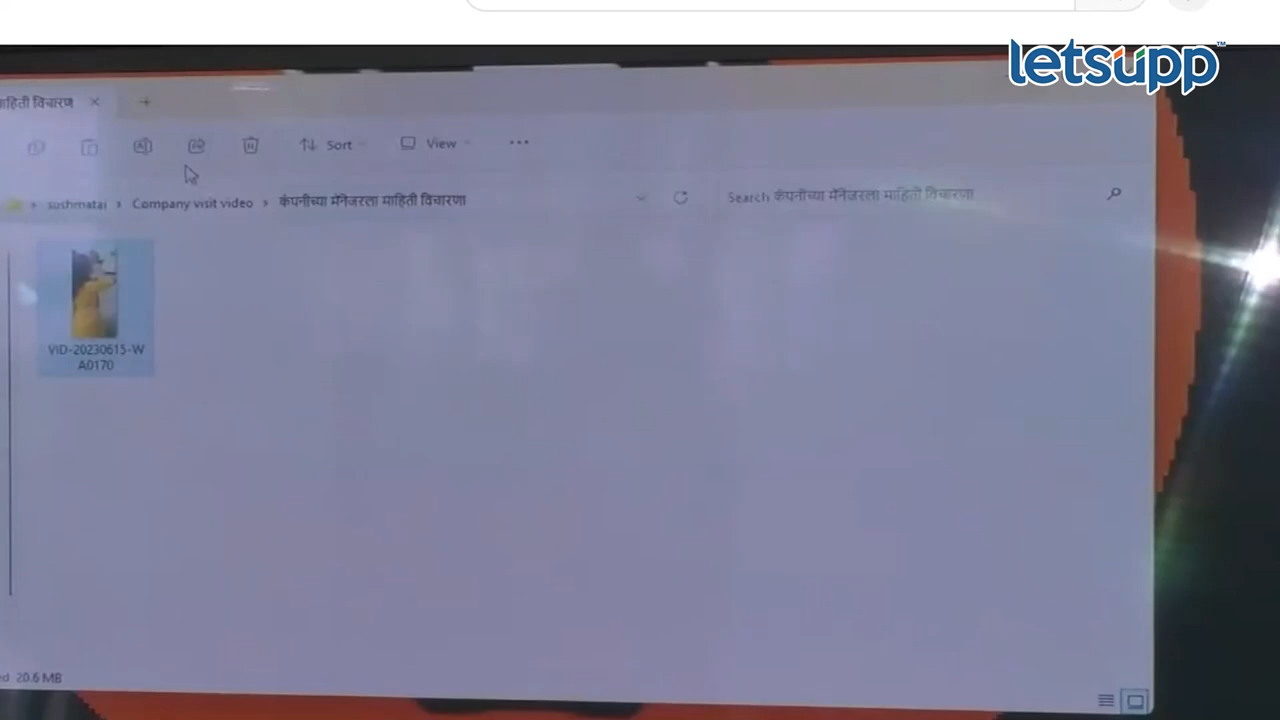 letsupp™
माहिती विचारण
Sort
View
sushmatai > Company visit video > कंपनीच्या मॅनेजरला माहिती विचारणा
Search कंपनीच्या मॅनेजरला माहिती विचारणा
VID-20230615-W
A0170
20.6 MB